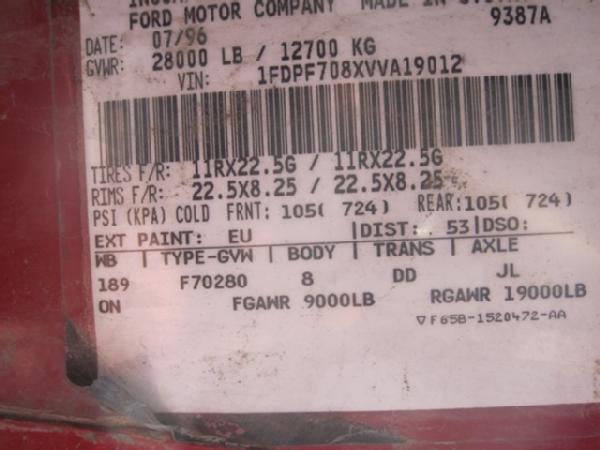 FORD MOTOR COMPANY MADE IN
9387A
DATE: 07/96
GVWR: 28000 LB / 12700 KG
VIN: 1FDPF708XVVA19012
TIRES F/R: 11RX22.5G / 11RX22.5G
RIMS F/R: 22.5X8.25 / 22.5X8.25
PSI (KPA) COLD FRNT: 105( 724) REAR: 105( 724)
EXT PAINT: EU |DIST: 53|DSO:
WB | TYPE-GVW | BODY | TRANS | AXLE
189 F70280 8 DD JL
ON FGAWR 9000LB RGAWR 19000LB
▽F65B-1520472-AA